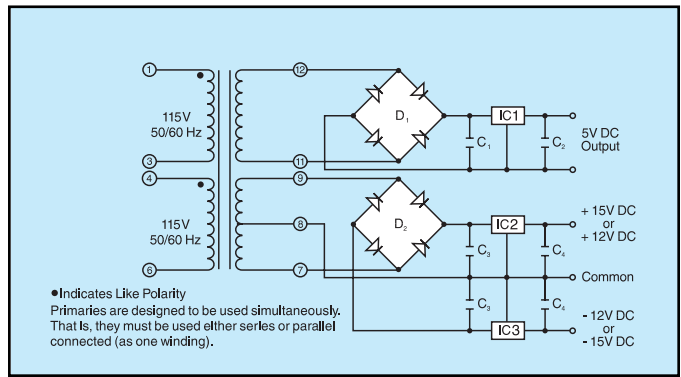 1
12
115V
50/60 Hz
D1
IC1
C1
C2
5V DC
Output
3
11
4
9
115V
50/60 Hz
8
D2
IC2
C3
C4
+ 15V DC
or
+ 12V DC
Common
6
7
C3
C4
IC3
- 12V DC
or
- 15V DC
●Indicates Like Polarity
Primaries are designed to be used simultaneously.
That Is, they must be used either series or parallel
connected (as one winding).